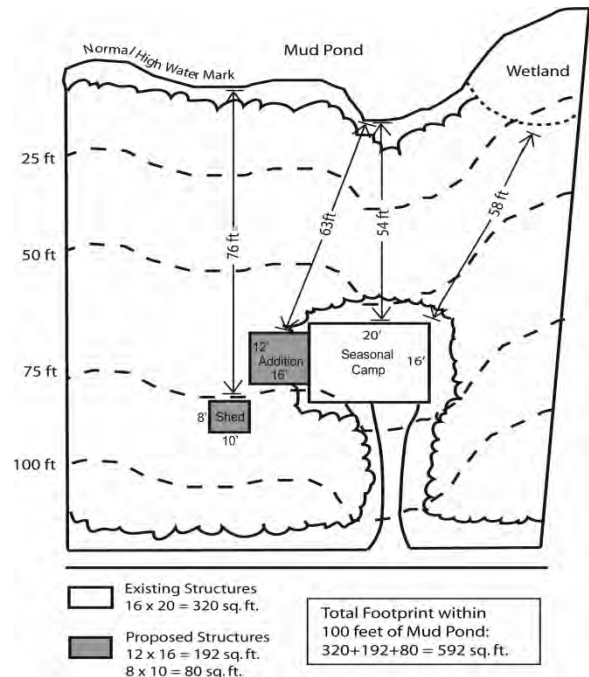 Mud Pond
Normal High Water Mark
Wetland
25 ft
50 ft
75 ft
100 ft
76 ft
63ft
54 ft
58 ft
12'
Addition
16'
20'
Seasonal
Camp
16'
8'
Shed
10'
Existing Structures
16 x 20 = 320 sq. ft.
Proposed Structures
12 x 16 = 192 sq. ft.
8 x 10 = 80 sq. ft.
Total Footprint within
100 feet of Mud Pond:
320+192+80 = 592 sq. ft.